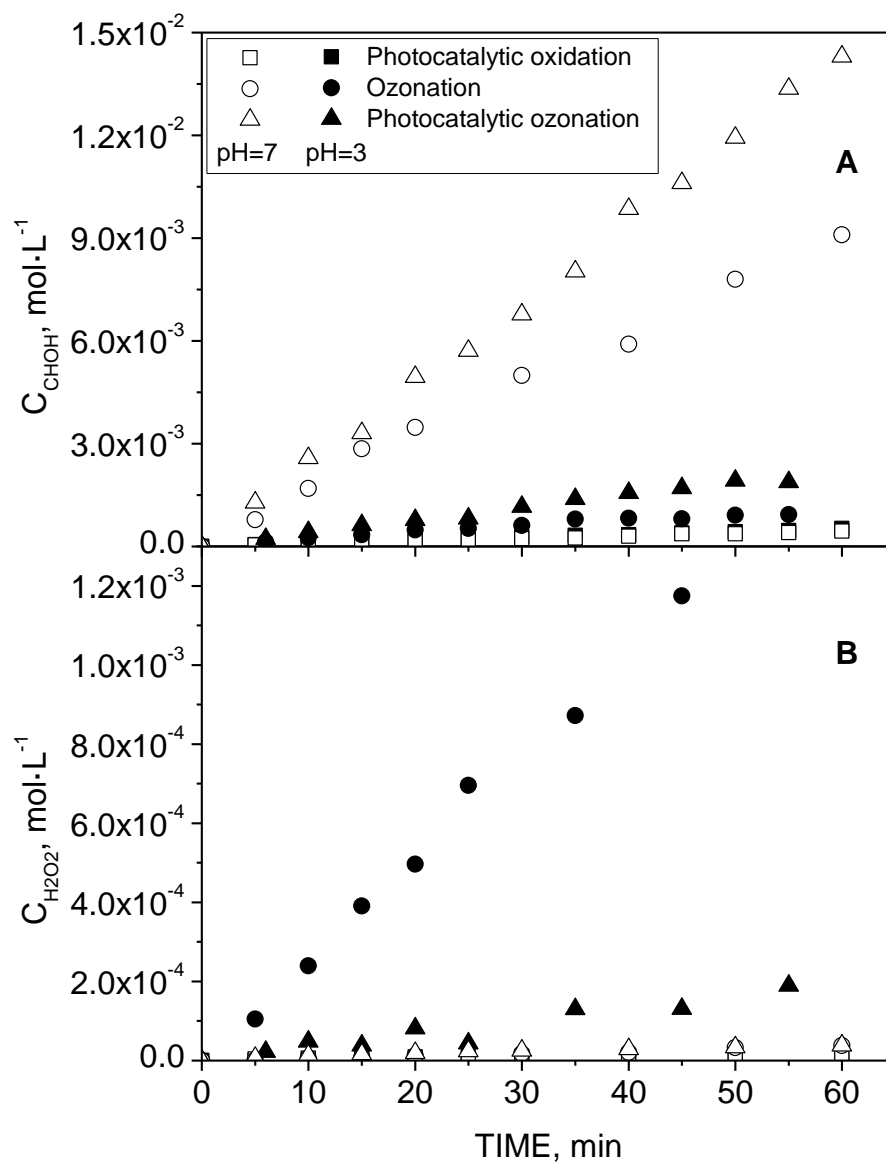 1.5x10⁻²
Photocatalytic oxidation
Ozonation
Photocatalytic ozonation
pH=7 pH=3
A
1.2x10⁻²
9.0x10⁻³
6.0x10⁻³
3.0x10⁻³
0.0
C_CHOH, mol·L⁻¹
B
1.2x10⁻³
1.0x10⁻³
8.0x10⁻⁴
6.0x10⁻⁴
4.0x10⁻⁴
2.0x10⁻⁴
0.0
C_H2O2, mol·L⁻¹
0 10 20 30 40 50 60
TIME, min